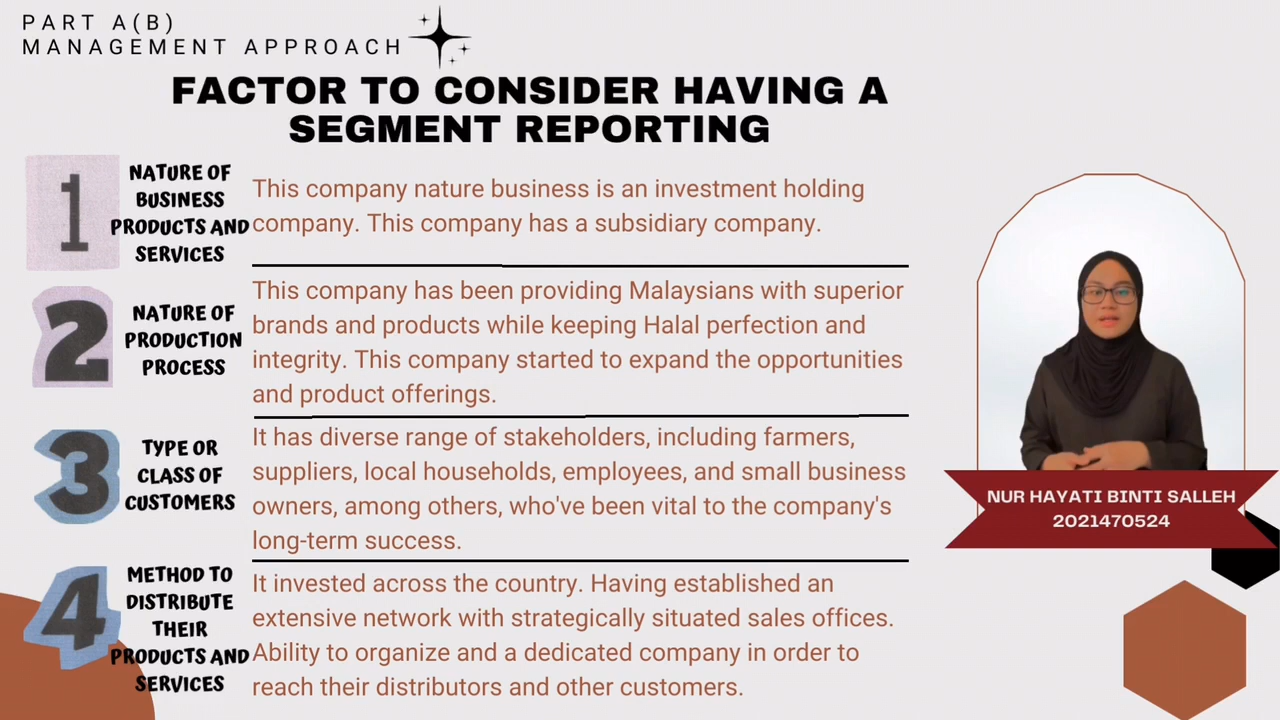 PART A(B)
MANAGEMENT APPROACH
FACTOR TO CONSIDER HAVING A
SEGMENT REPORTING
1
NATURE OF
BUSINESS
PRODUCTS AND
SERVICES
This company nature business is an investment holding
company. This company has a subsidiary company.
2
NATURE OF
PRODUCTION
PROCESS
This company has been providing Malaysians with superior
brands and products while keeping Halal perfection and
integrity. This company started to expand the opportunities
and product offerings.
3
TYPE OR
CLASS OF
CUSTOMERS
It has diverse range of stakeholders, including farmers,
suppliers, local households, employees, and small business
owners, among others, who've been vital to the company's
long-term success.
4
METHOD TO
DISTRIBUTE
THEIR
PRODUCTS AND
SERVICES
It invested across the country. Having established an
extensive network with strategically situated sales offices.
Ability to organize and a dedicated company in order to
reach their distributors and other customers.
NUR HAYATI BINTI SALLEH
2021470524